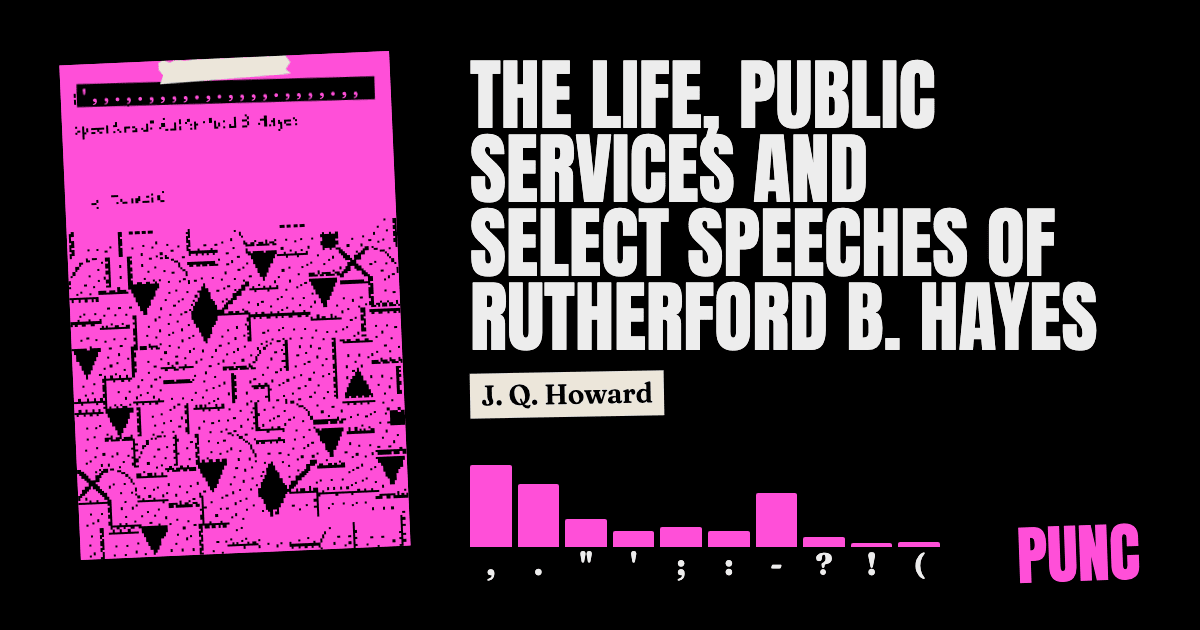 THE LIFE, PUBLIC
SERVICES AND
SELECT SPEECHES OF
RUTHERFORD B. HAYES
J. Q. Howard
, . " ' ; : - ? ! (
PUNC